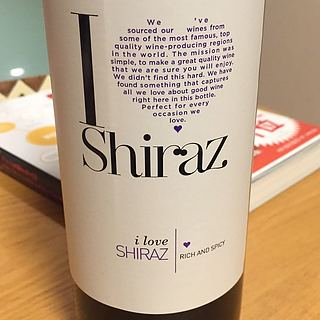 I
We 've
sourced our wines from
some of the most famous, top
quality wine-producing regions
in the world. The mission was
simple, to make a great quality wine
that we are sure you will enjoy.
We didn't find this hard. We have
found something that captures
all we love about good wine
right here in this bottle.
Perfect for every
occasion we
love.
Shiraz
i love
SHIRAZ
RICH AND SPICY